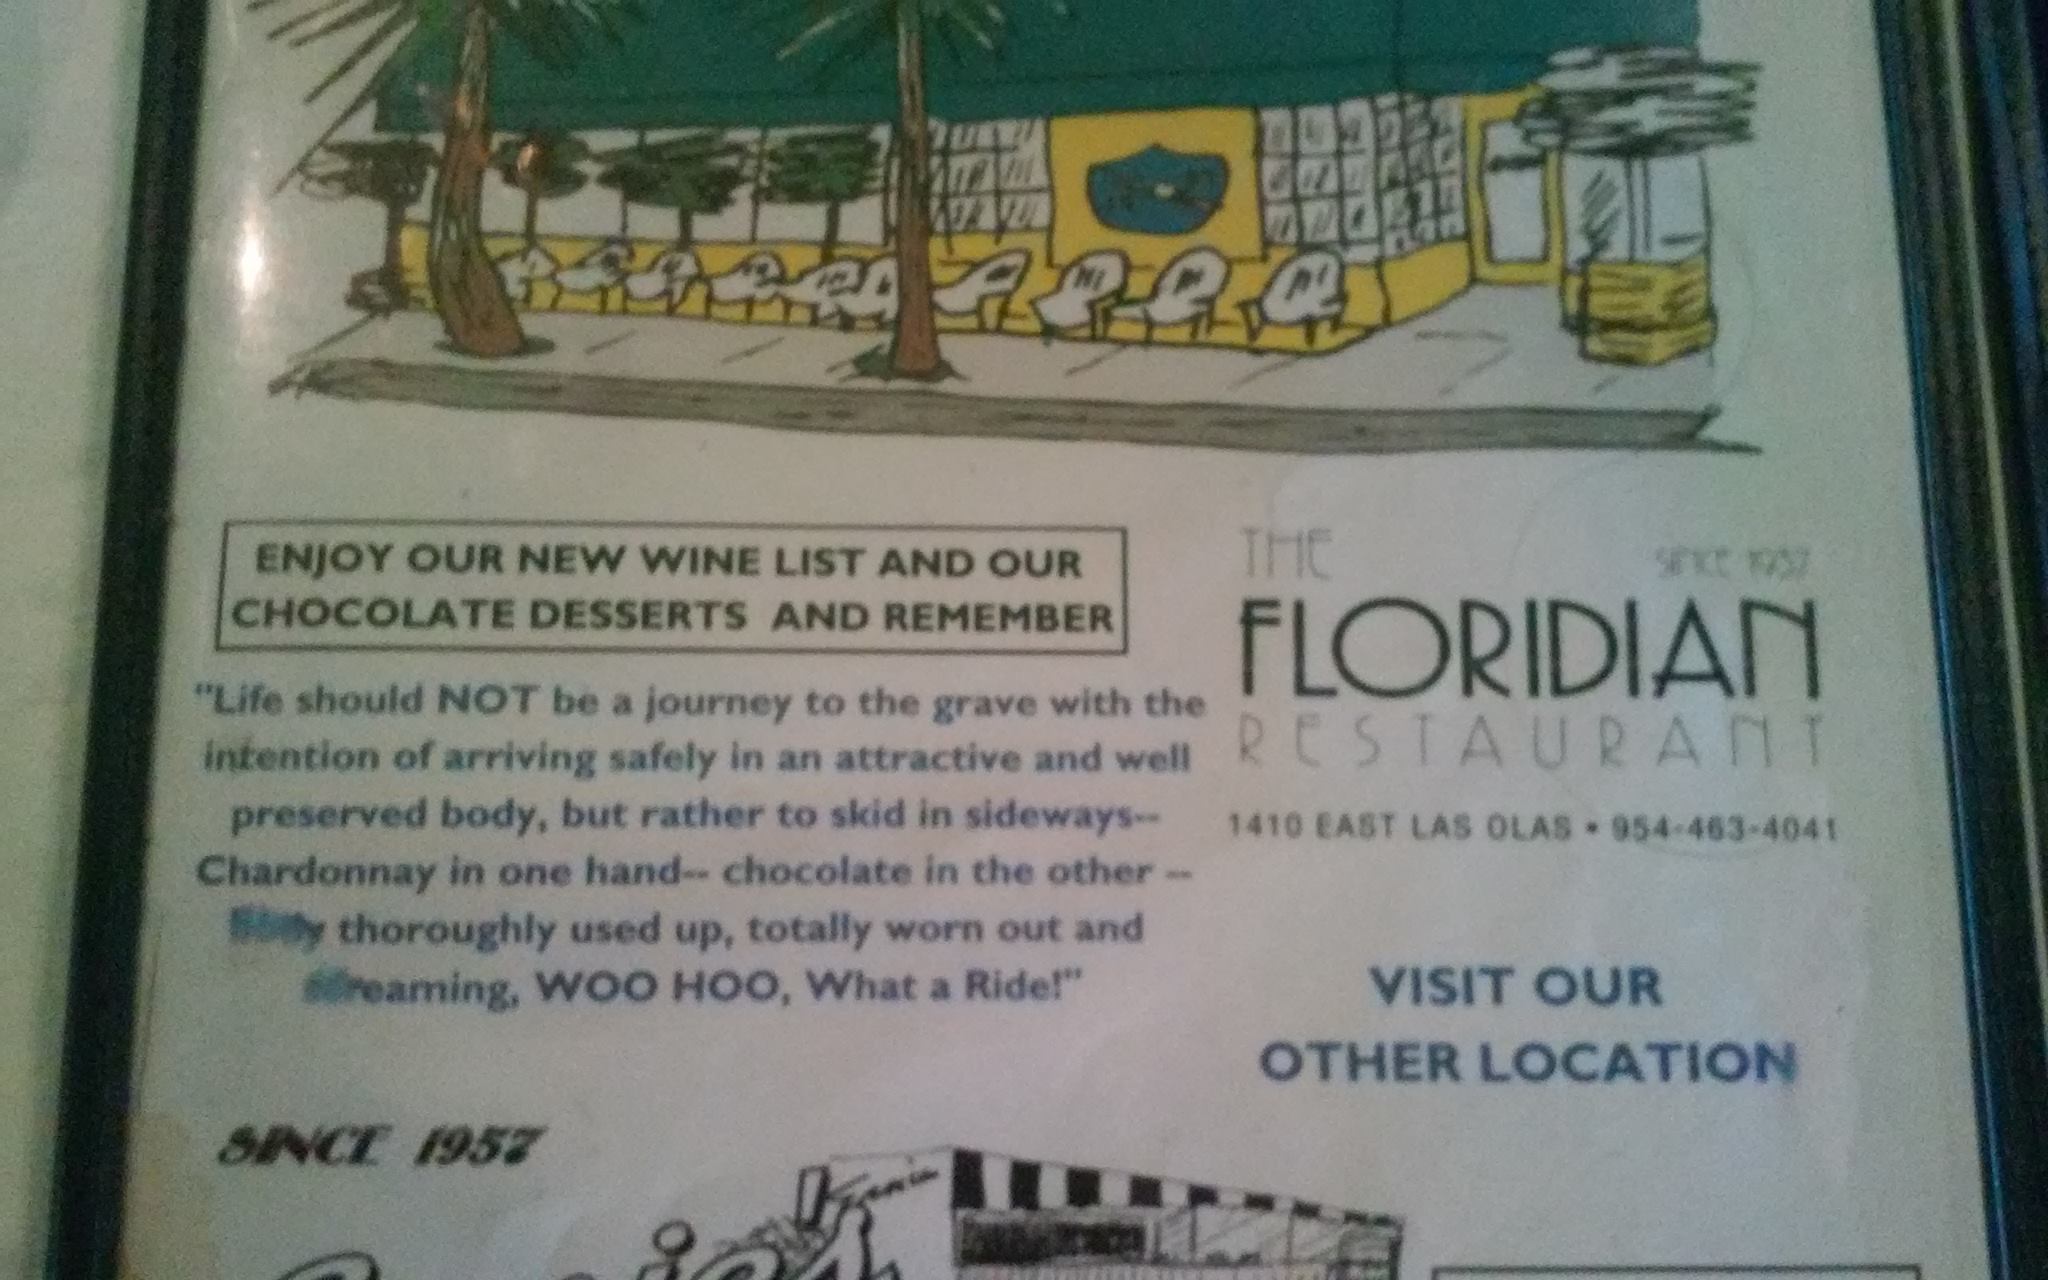 ENJOY OUR NEW WINE LIST AND OUR
CHOCOLATE DESSERTS AND REMEMBER
"Life should NOT be a journey to the grave with the
intention of arriving safely in an attractive and well
preserved body, but rather to skid in sideways--
Chardonnay in one hand-- chocolate in the other --
thoroughly used up, totally worn out and
WOO HOO, What a Ride!"
THE
since 1937
FLORIDIAN
RESTAURANT
1410 EAST LAS OLAS • 954-463-4041
VISIT OUR
OTHER LOCATION
SINCE 1957